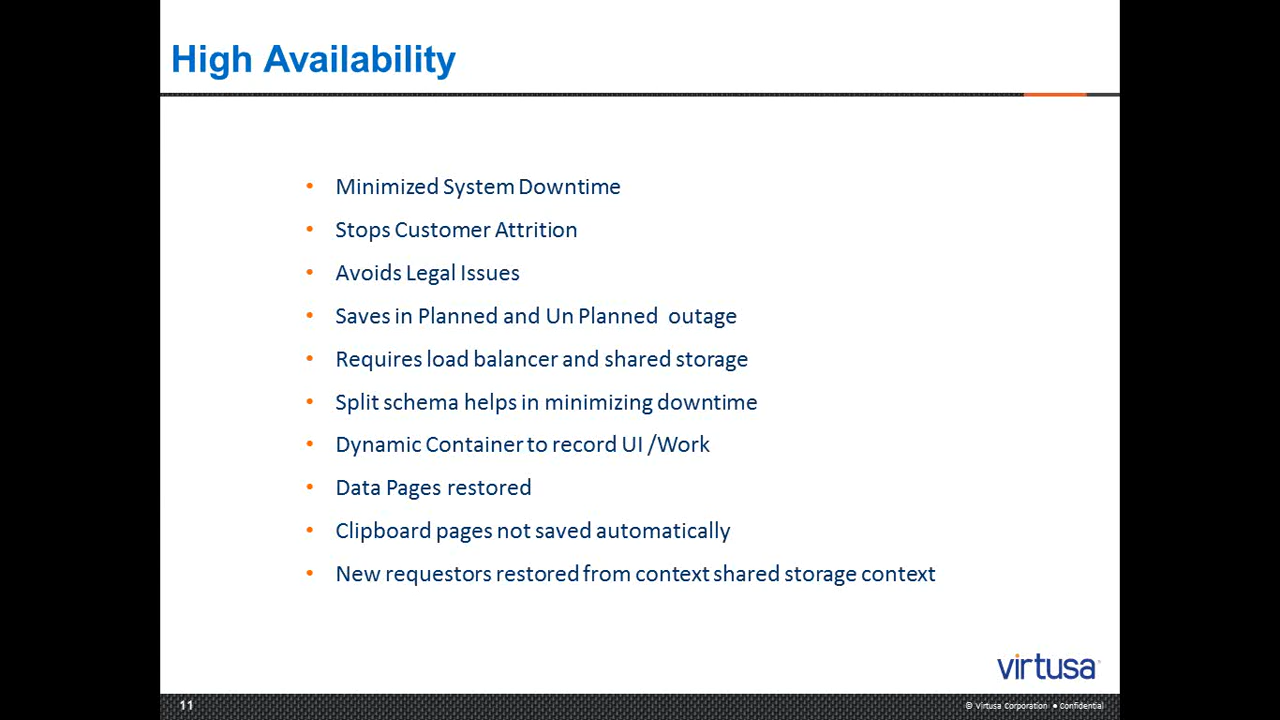 High Availability
• Minimized System Downtime
• Stops Customer Attrition
• Avoids Legal Issues
• Saves in Planned and Un Planned  outage
• Requires load balancer and shared storage
• Split schema helps in minimizing downtime
• Dynamic Container to record UI /Work
• Data Pages restored
• Clipboard pages not saved automatically
• New requestors restored from context shared storage context
virtusa
11
© Virtusa Corporation ● Confidential